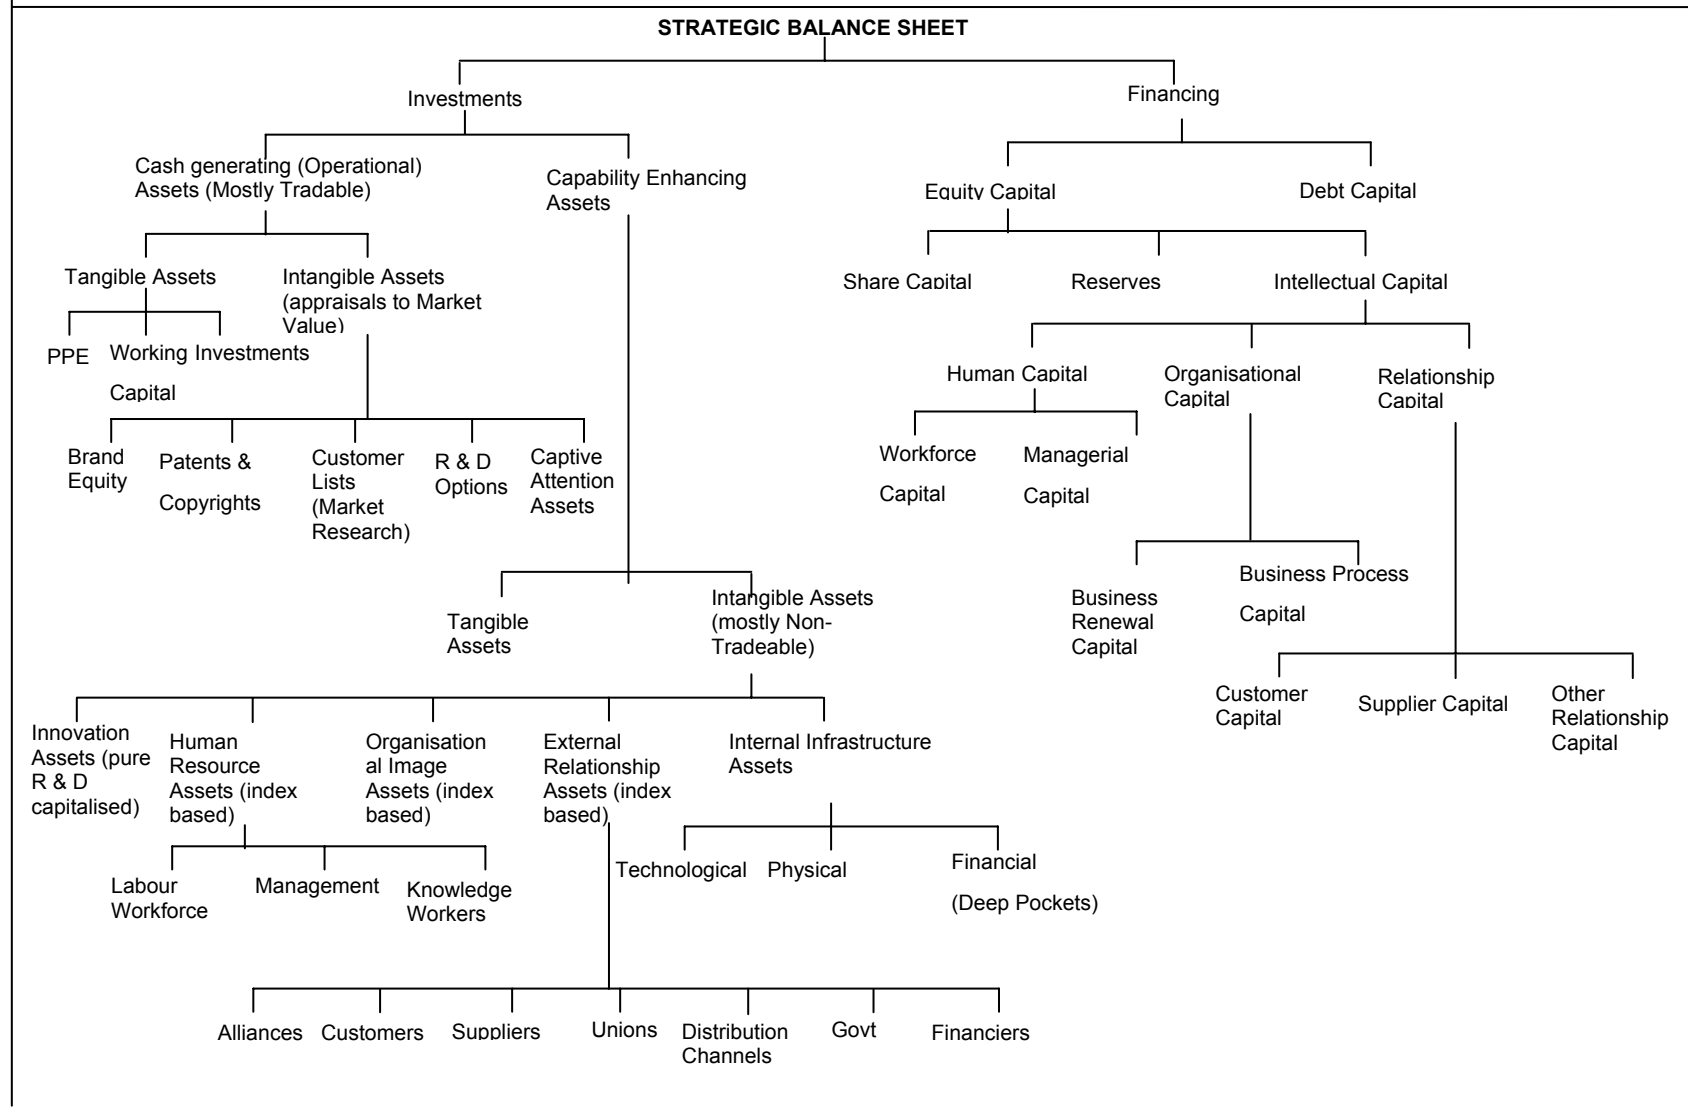 STRATEGIC BALANCE SHEET
Investments
Financing
Cash generating (Operational)
Assets (Mostly Tradable)
Capability Enhancing
Assets
Equity Capital
Debt Capital
Tangible Assets
Intangible Assets
(appraisals to Market
Value)
Share Capital
Reserves
Intellectual Capital
PPE
Working Investments
Capital
Human Capital
Organisational
Capital
Relationship
Capital
Brand
Equity
Patents &
Copyrights
Customer
Lists
(Market
Research)
R & D
Options
Captive
Attention
Assets
Workforce
Capital
Managerial
Capital
Business
Renewal
Capital
Business Process
Capital
Tangible
Assets
Intangible Assets
(mostly Non-
Tradeable)
Customer
Capital
Supplier Capital
Other
Relationship
Capital
Innovation
Assets (pure
R & D
capitalised)
Human
Resource
Assets (index
based)
Organisation
al Image
Assets (index
based)
External
Relationship
Assets (index
based)
Internal Infrastructure
Assets
Labour
Workforce
Management
Knowledge
Workers
Technological
Physical
Financial
(Deep Pockets)
Alliances
Customers
Suppliers
Unions
Distribution
Channels
Govt
Financiers